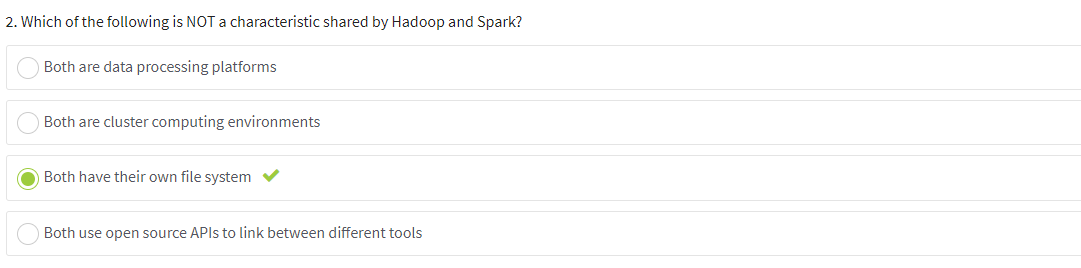 2. Which of the following is NOT a characteristic shared by Hadoop and Spark?
Both are data processing platforms
Both are cluster computing environments
Both have their own file system
Both use open source APIs to link between different tools